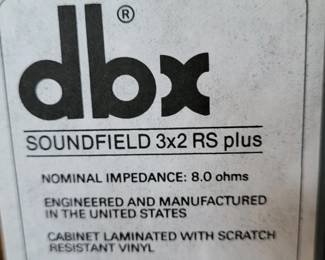 dbx®
SOUNDFIELD 3x2 RS plus
NOMINAL IMPEDANCE: 8.0 ohms
ENGINEERED AND MANUFACTURED
IN THE UNITED STATES
CABINET LAMINATED WITH SCRATCH
RESISTANT VINYL